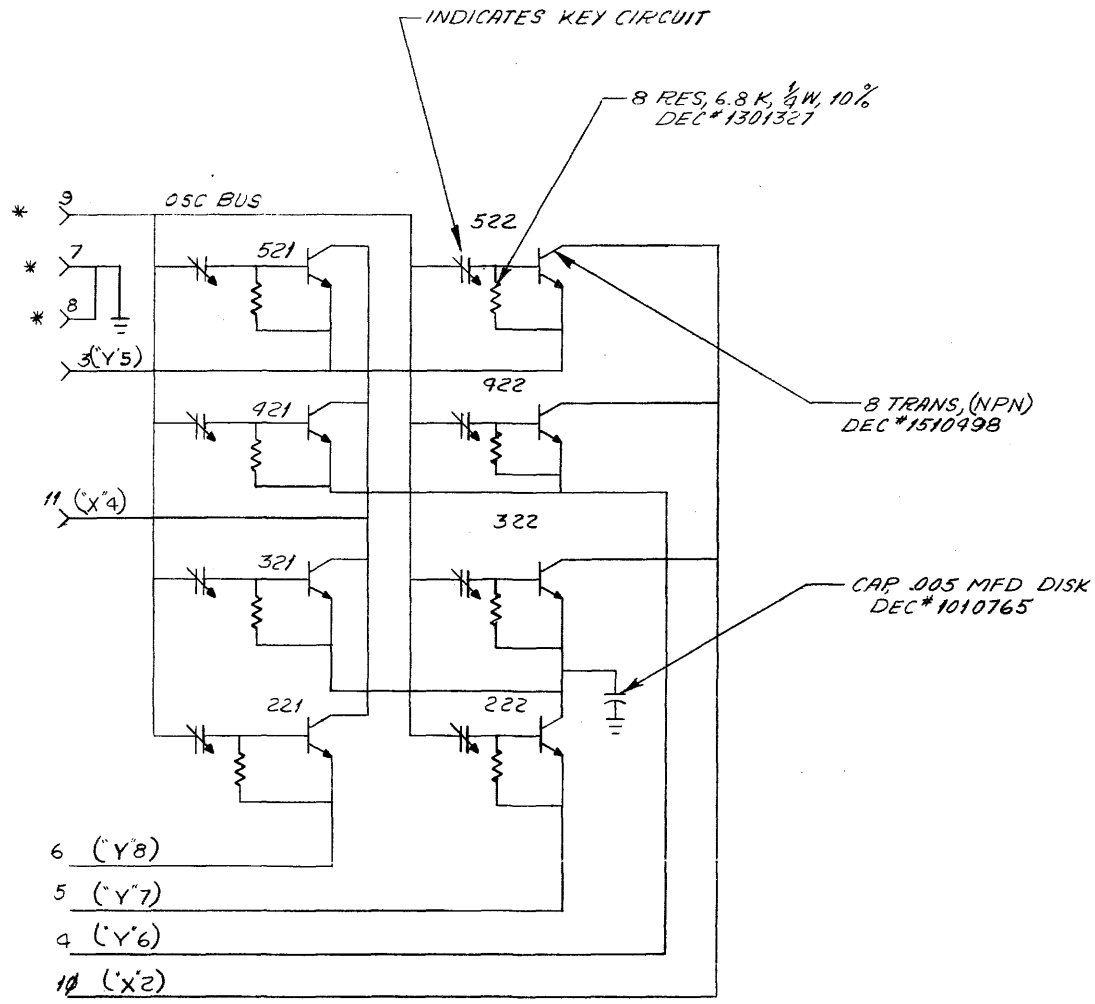 INDICATES KEY CIRCUIT
8 RES, 6.8 K, 1/4 W, 10%
DEC# 1301327
* 9
OSC BUS
522
* 7
521
* 8
3("Y"5)
422
421
8 TRANS, (NPN)
DEC# 1510498
11 ("X"4)
322
321
CAP, .005 MFD DISK
DEC# 1010765
221
222
6 ("Y"8)
5 ("Y"7)
4 ("Y"6)
10 ("X"2)